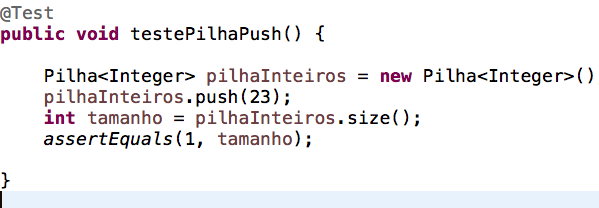 @Test
public void testePilhaPush() {
Pilha<Integer> pilhaInteiros = new Pilha<Integer>()
pilhaInteiros.push(23);
int tamanho = pilhaInteiros.size();
assertEquals(1, tamanho);
}